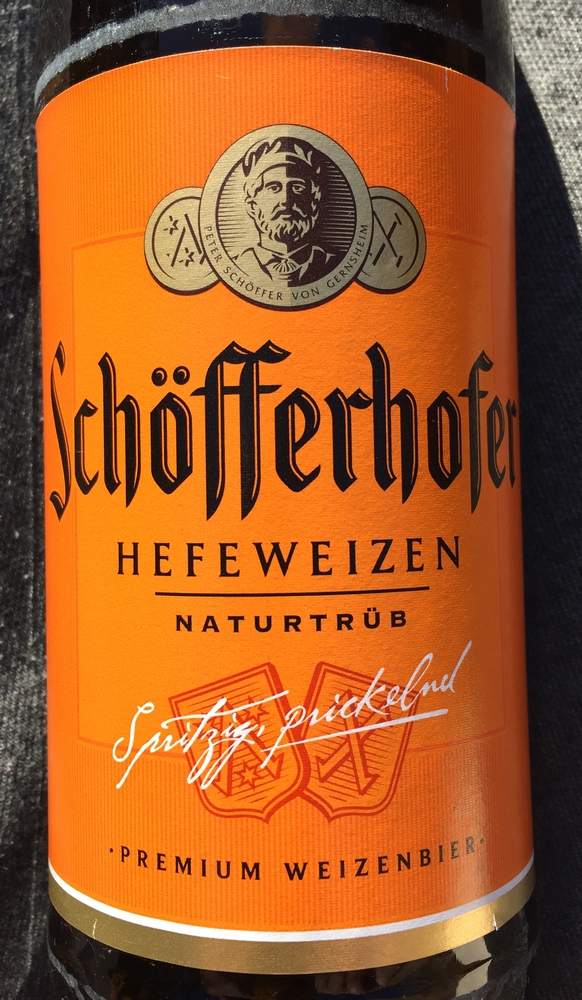 PETER SCHÖFFER VON GERNSHEIM
Schöfferhofer
HEFEWEIZEN
NATURTRÜB
Spritzig, prickelnd
·PREMIUM WEIZENBIER·